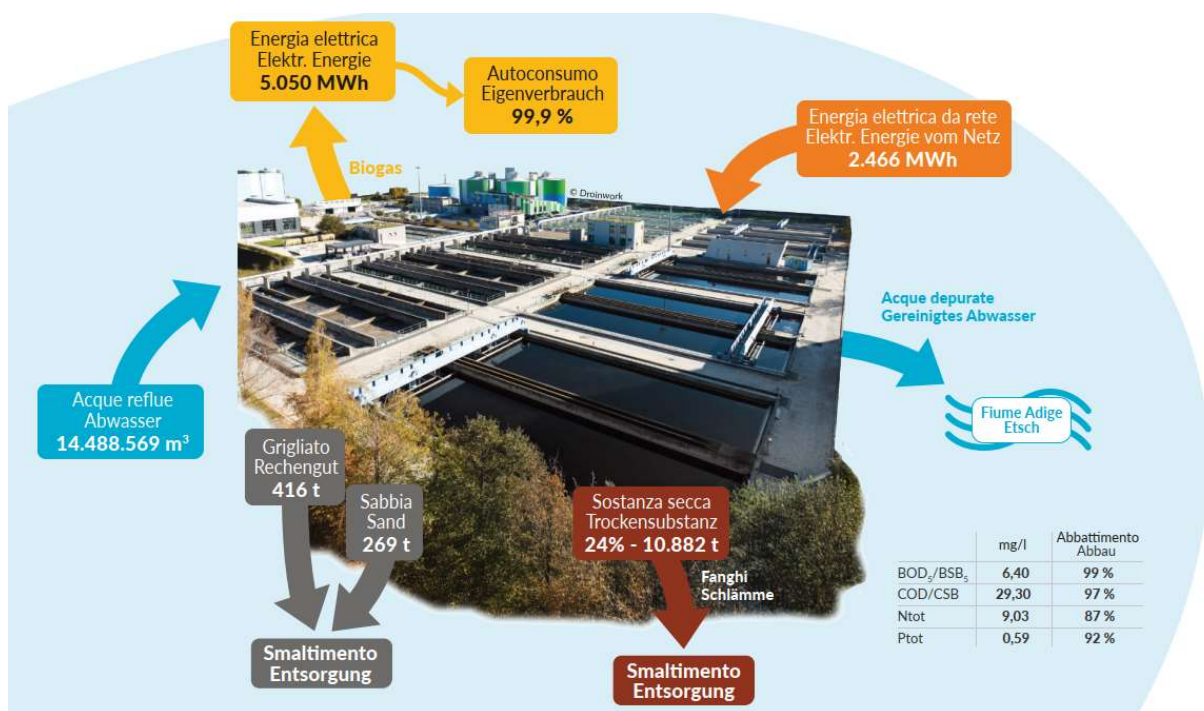 Energia elettrica
Elektr. Energie
5.050 MWh
Autoconsumo
Eigenverbrauch
99,9 %
Energia elettrica da rete
Elektr. Energie vom Netz
2.466 MWh
Biogas
© Droinwork
Acque depurate
Gereinigtes Abwasser
Fiume Adige
Etsch
Acque reflue
Abwasser
14.488.569 m³
Grigliato
Rechengut
416 t
Sabbia
Sand
269 t
Smaltimento
Entsorgung
Sostanza secca
Trockensubstanz
24% - 10.882 t
Fanghi
Schlämme
Smaltimento
Entsorgung
mg/l Abbattimento
Abbau
BOD₅/BSB₅ 6,40 99 %
COD/CSB 29,30 97 %
Ntot 9,03 87 %
Ptot 0,59 92 %